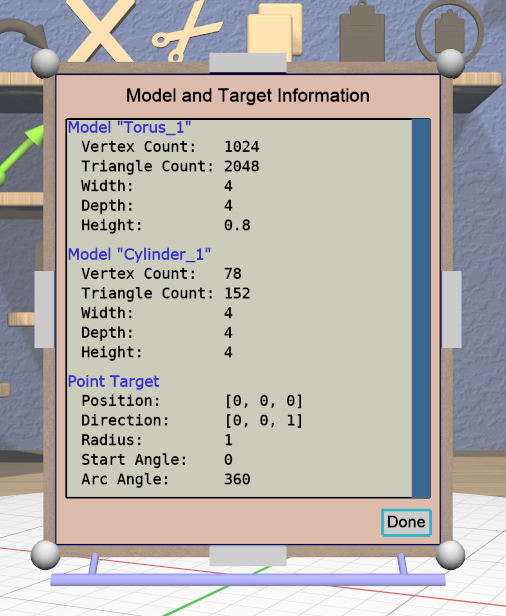 Model and Target Information
Model "Torus_1"
Vertex Count: 1024
Triangle Count: 2048
Width: 4
Depth: 4
Height: 0.8
Model "Cylinder_1"
Vertex Count: 78
Triangle Count: 152
Width: 4
Depth: 4
Height: 4
Point Target
Position: [0, 0, 0]
Direction: [0, 0, 1]
Radius: 1
Start Angle: 0
Arc Angle: 360
Done